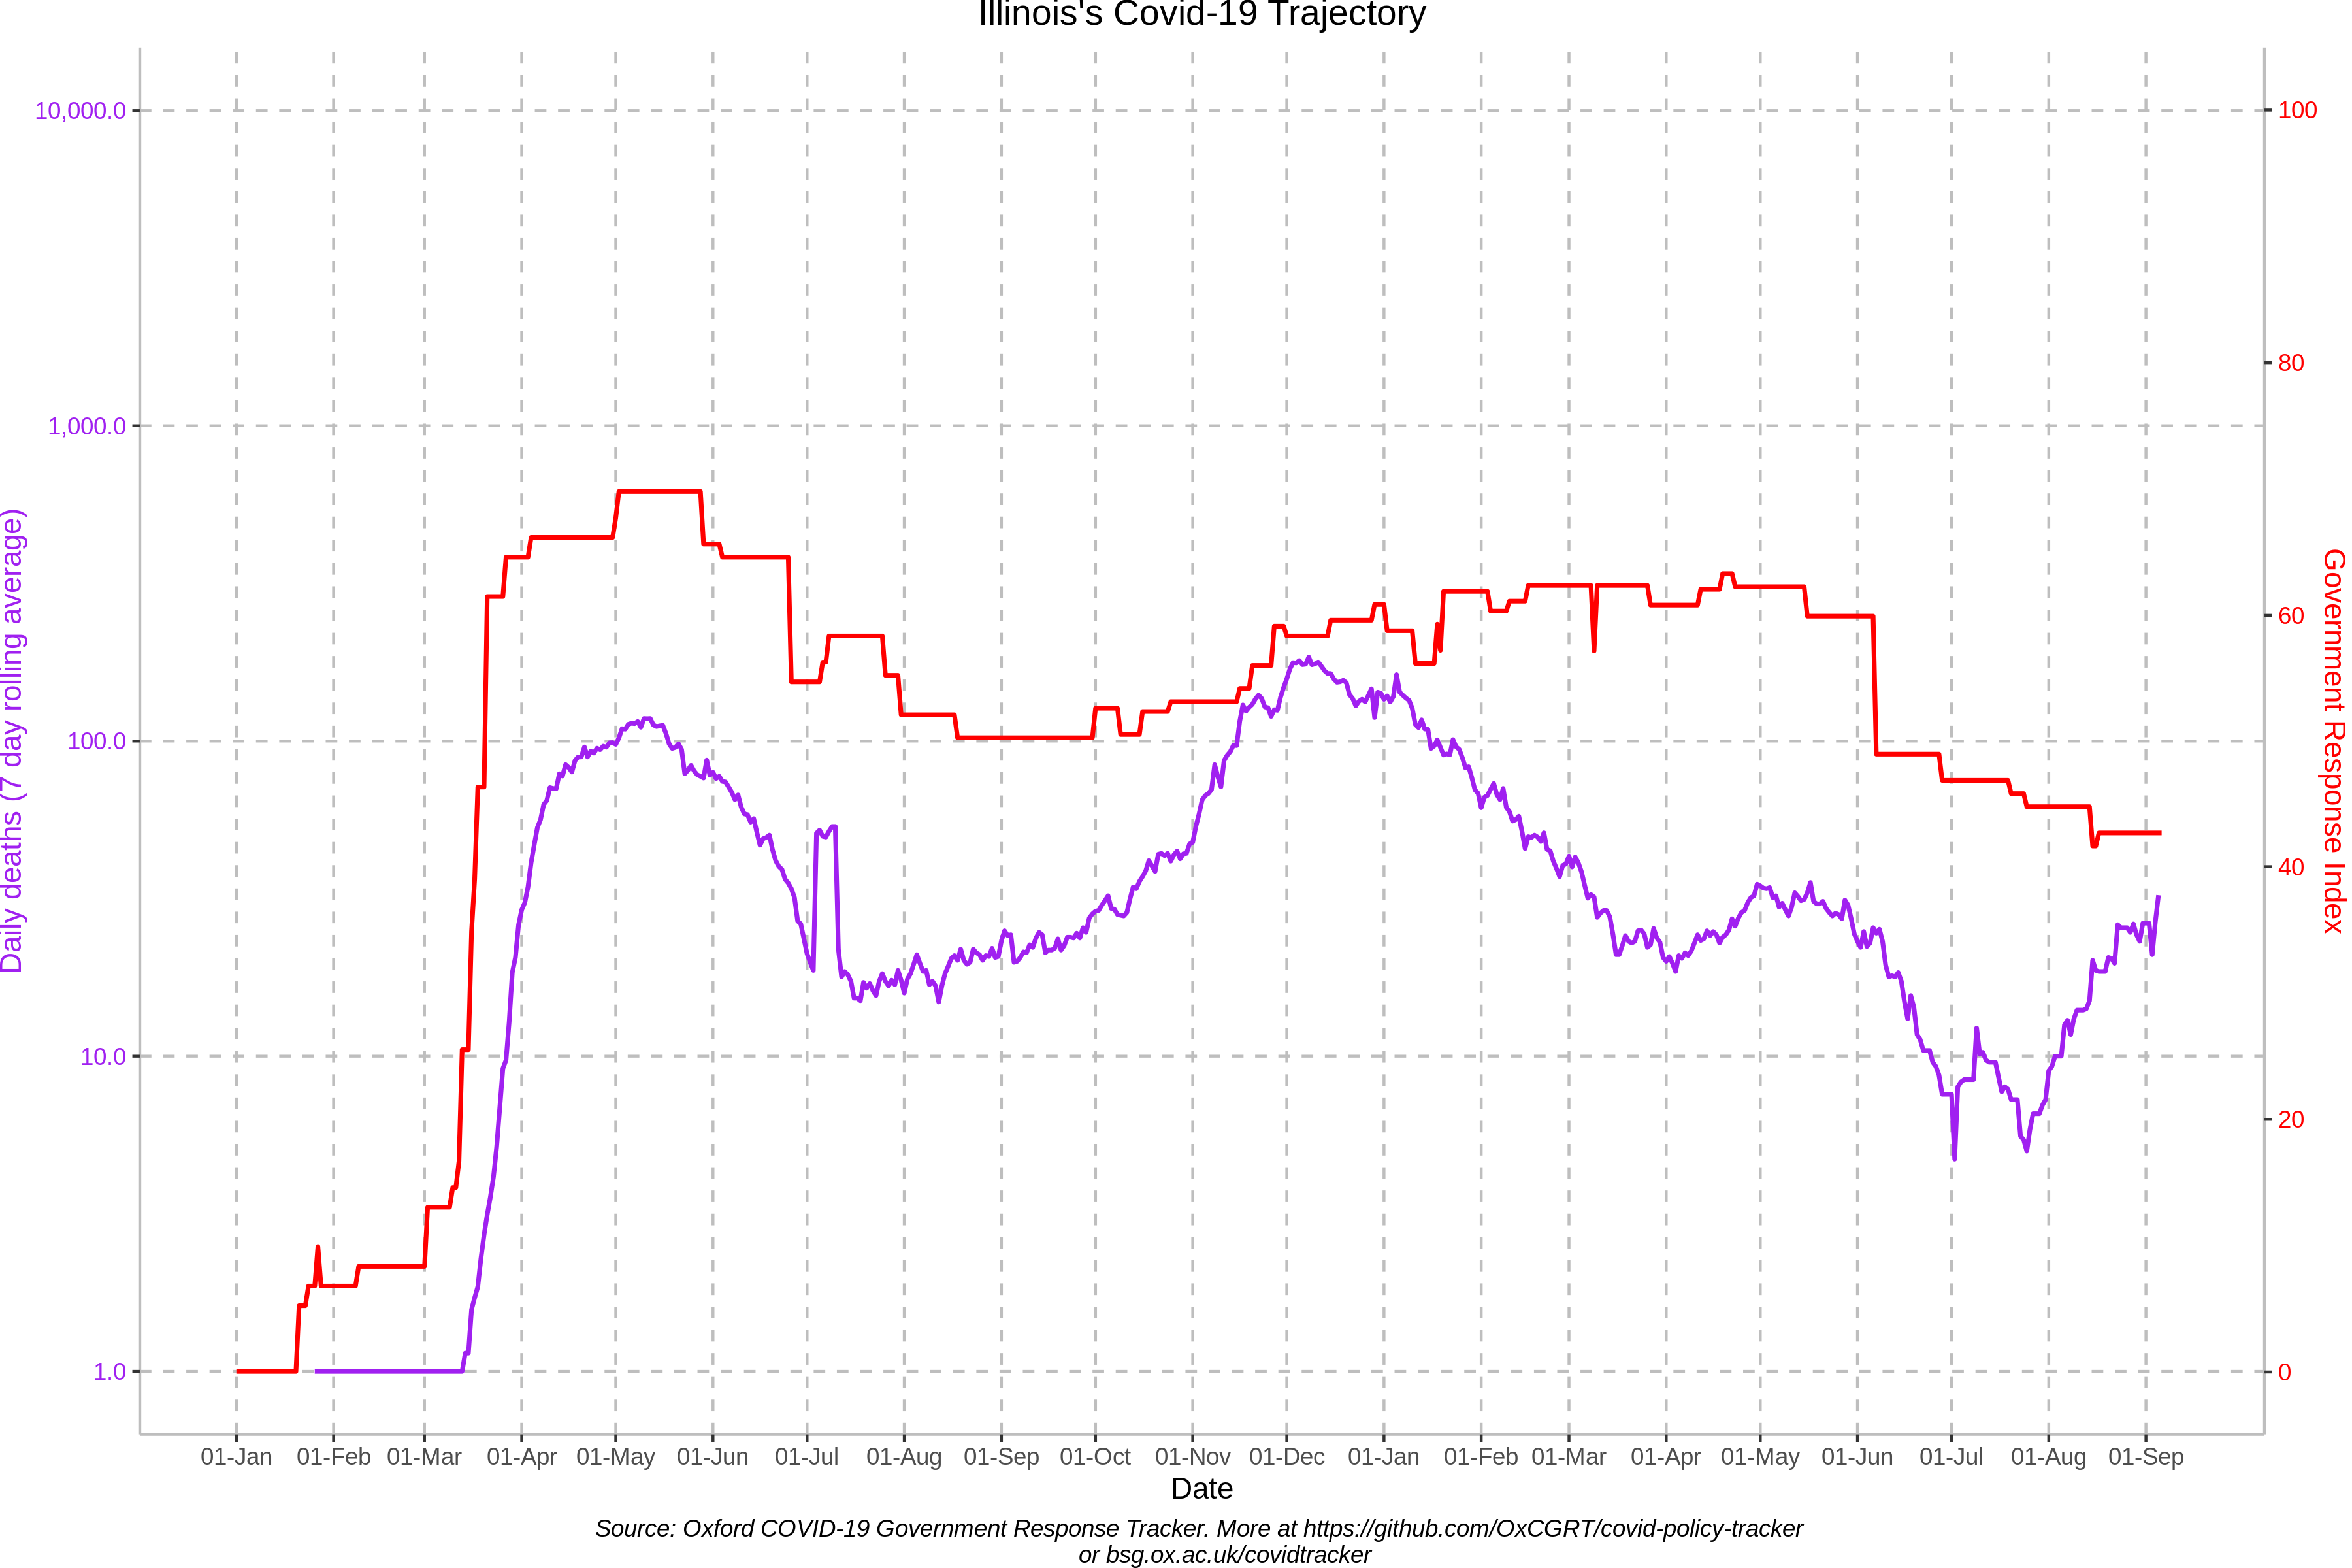 Illinois's Covid-19 Trajectory
10,000.0
1,000.0
100.0
10.0
1.0
Daily deaths (7 day rolling average)
100
80
60
40
20
0
Government Response Index
01-Jan 01-Feb 01-Mar 01-Apr 01-May 01-Jun 01-Jul 01-Aug 01-Sep 01-Oct 01-Nov 01-Dec 01-Jan 01-Feb 01-Mar 01-Apr 01-May 01-Jun 01-Jul 01-Aug 01-Sep
Date
Source: Oxford COVID-19 Government Response Tracker. More at https://github.com/OxCGRT/covid-policy-tracker
or bsg.ox.ac.uk/covidtracker